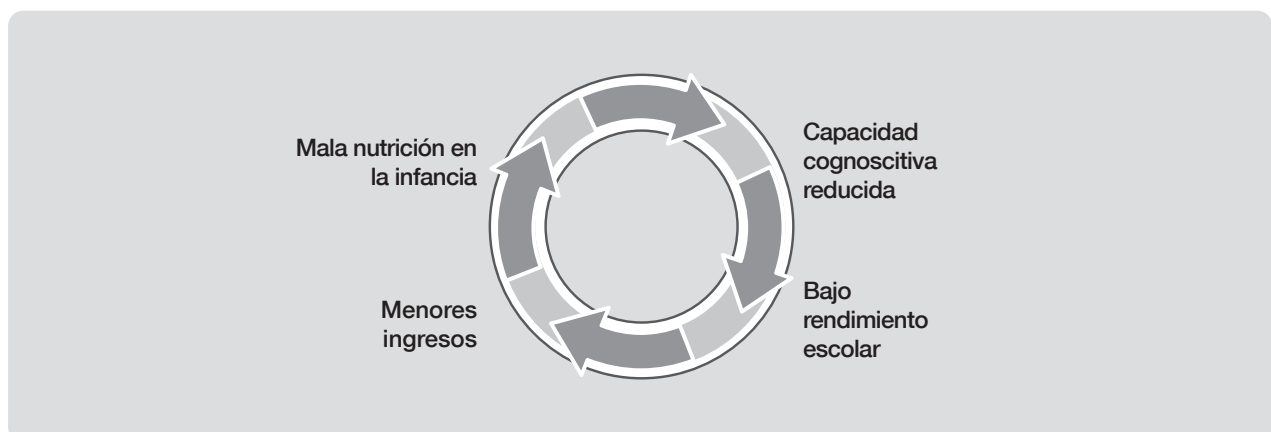 Mala nutrición en
la infancia
Capacidad
cognoscitiva
reducida
Bajo
rendimiento
escolar
Menores
ingresos